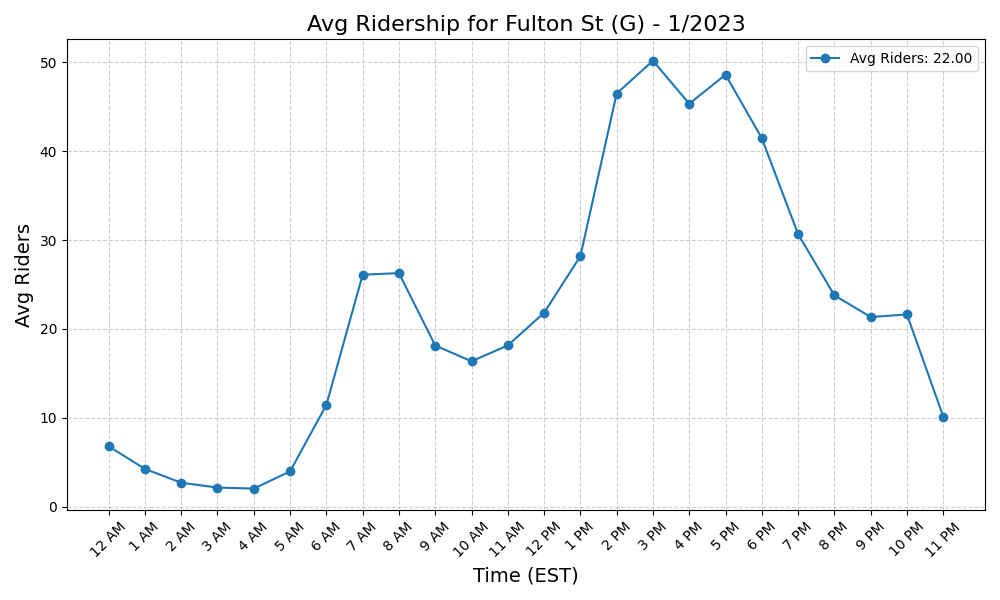 Avg Ridership for Fulton St (G) - 1/2023
Avg Riders: 22.00
Avg Riders
50
40
30
20
10
0
12 AM
1 AM
2 AM
3 AM
4 AM
5 AM
6 AM
7 AM
8 AM
9 AM
10 AM
11 AM
12 PM
1 PM
2 PM
3 PM
4 PM
5 PM
6 PM
7 PM
8 PM
9 PM
10 PM
11 PM
Time (EST)